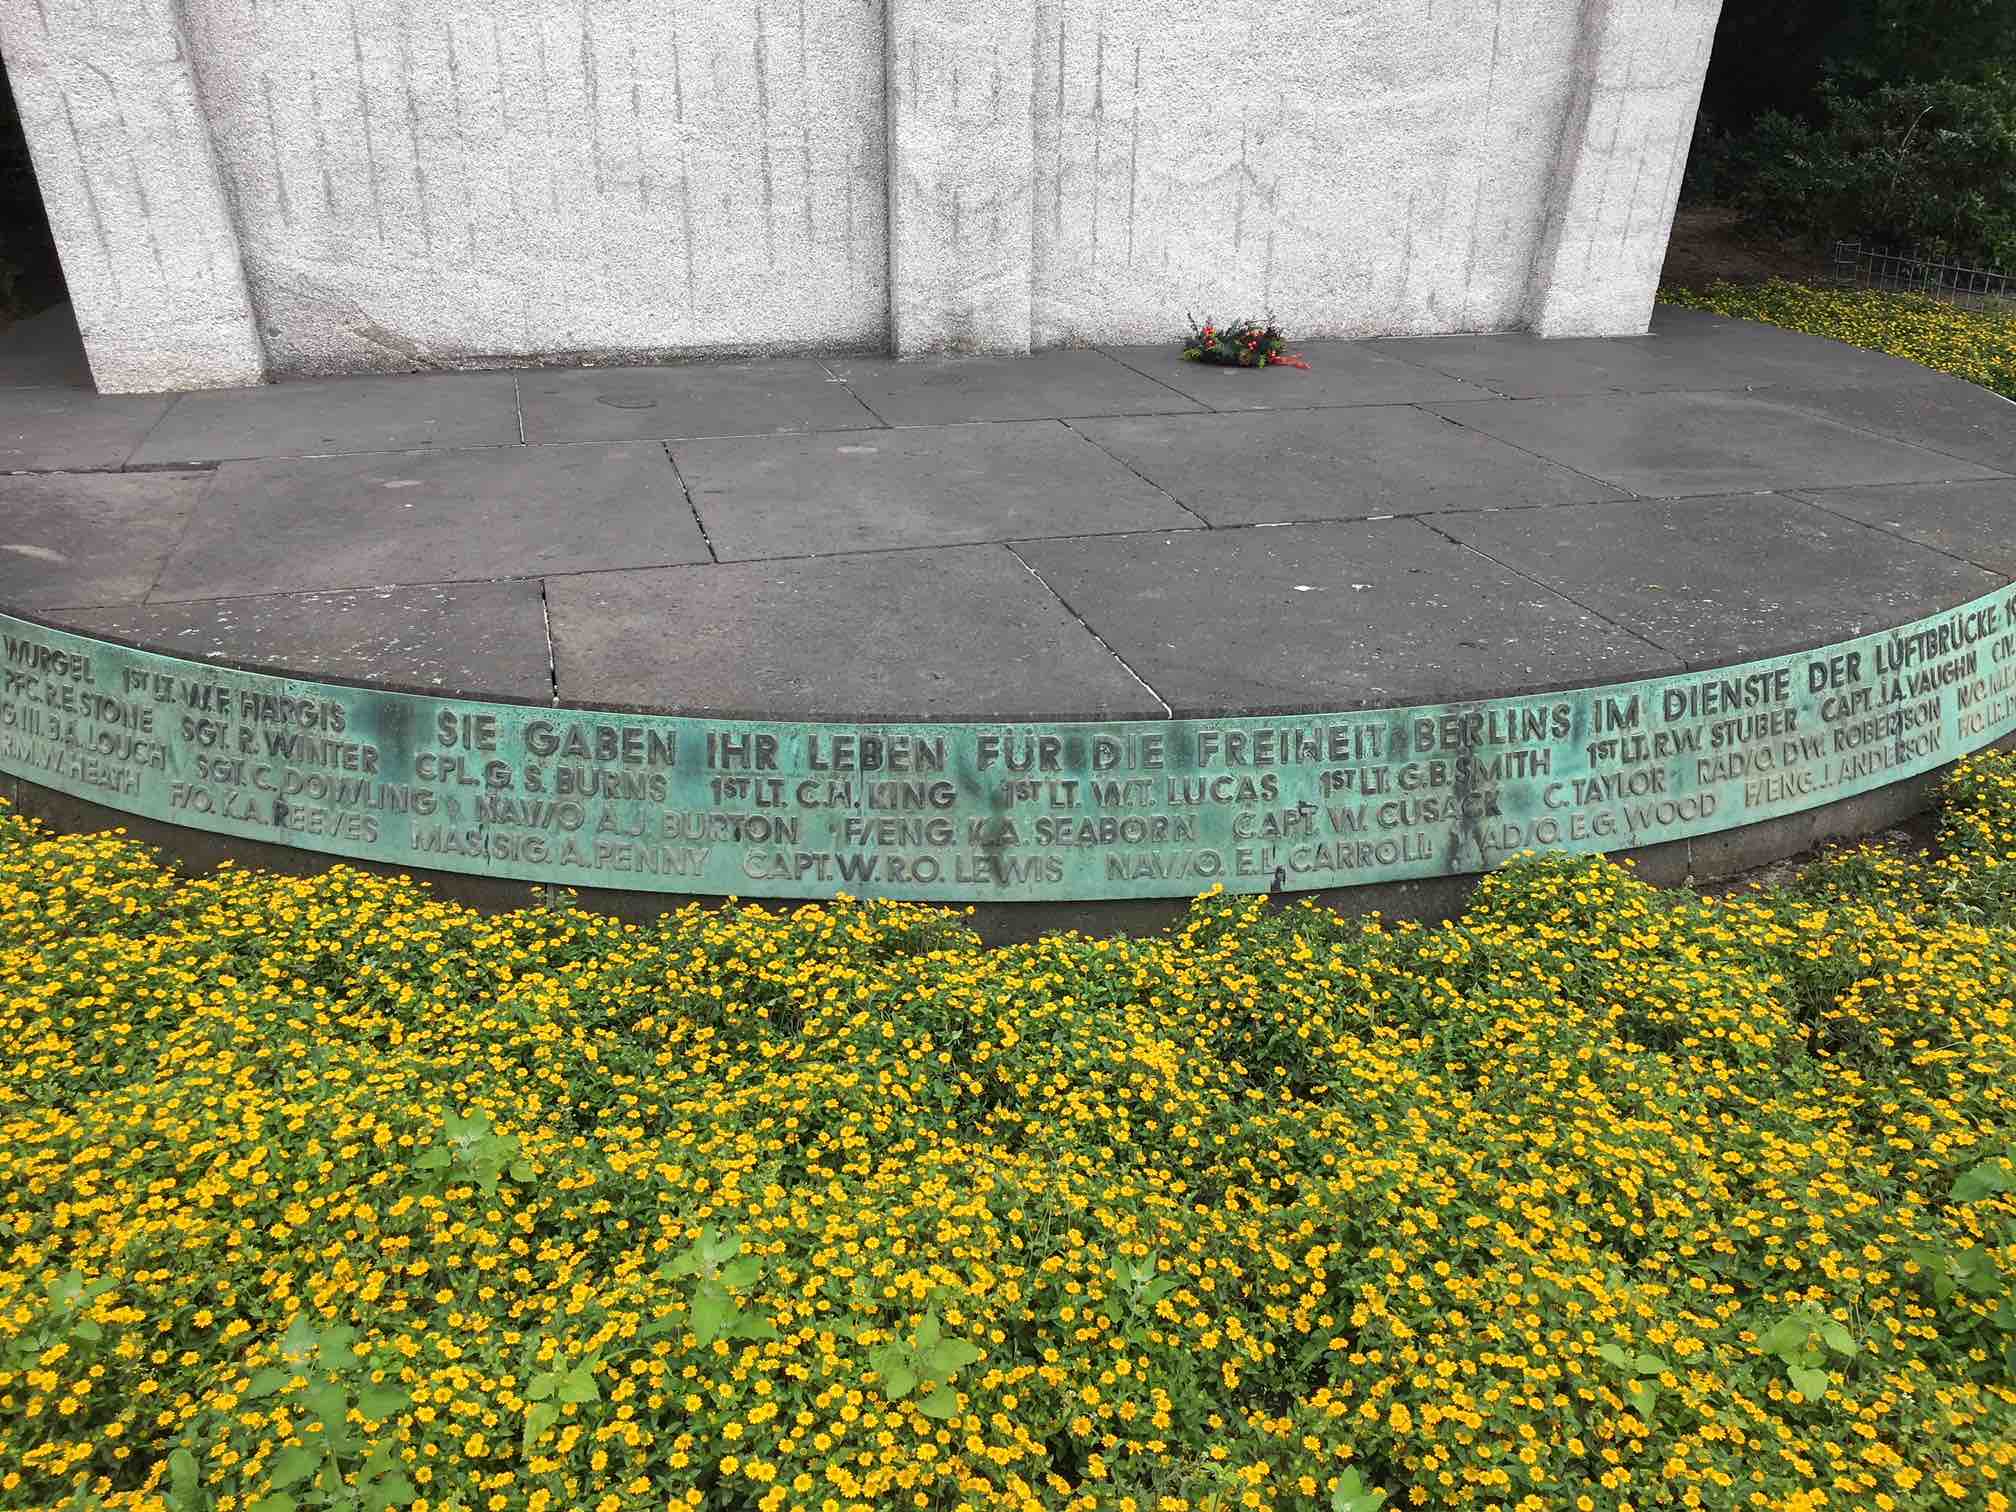 WURGEL 1ST LT. W.F. HARGIS SIE GABEN IHR LEBEN FÜR DIE FREIHEIT BERLINS IM DIENSTE DER LUFTBRÜCKE
PFC. R.E. STONE SGT. R. WINTER CPL. G. S. BURNS 1ST LT. C.H. KING 1ST LT. W.T. LUCAS 1ST LT. G.B. SMITH 1ST LT. R.W. STUBER CAPT. J.A. VAUGHN CIV.
G. III. B.A. LOUCH SGT. C. DOWLING NAV/O A.J. BURTON F/ENG. K.A. SEABORN CAPT. W. CUSACK C. TAYLOR RAD/O. D.W. ROBERTSON N/O.
R.M.W. HEATH F/O. K.A. REEVES MAS.SIG. A. PENNY CAPT. W.R.O. LEWIS NAV./O. E.L. CARROLL RAD/O. E.G. WOOD F/ENG. J. ANDERSON F/O.